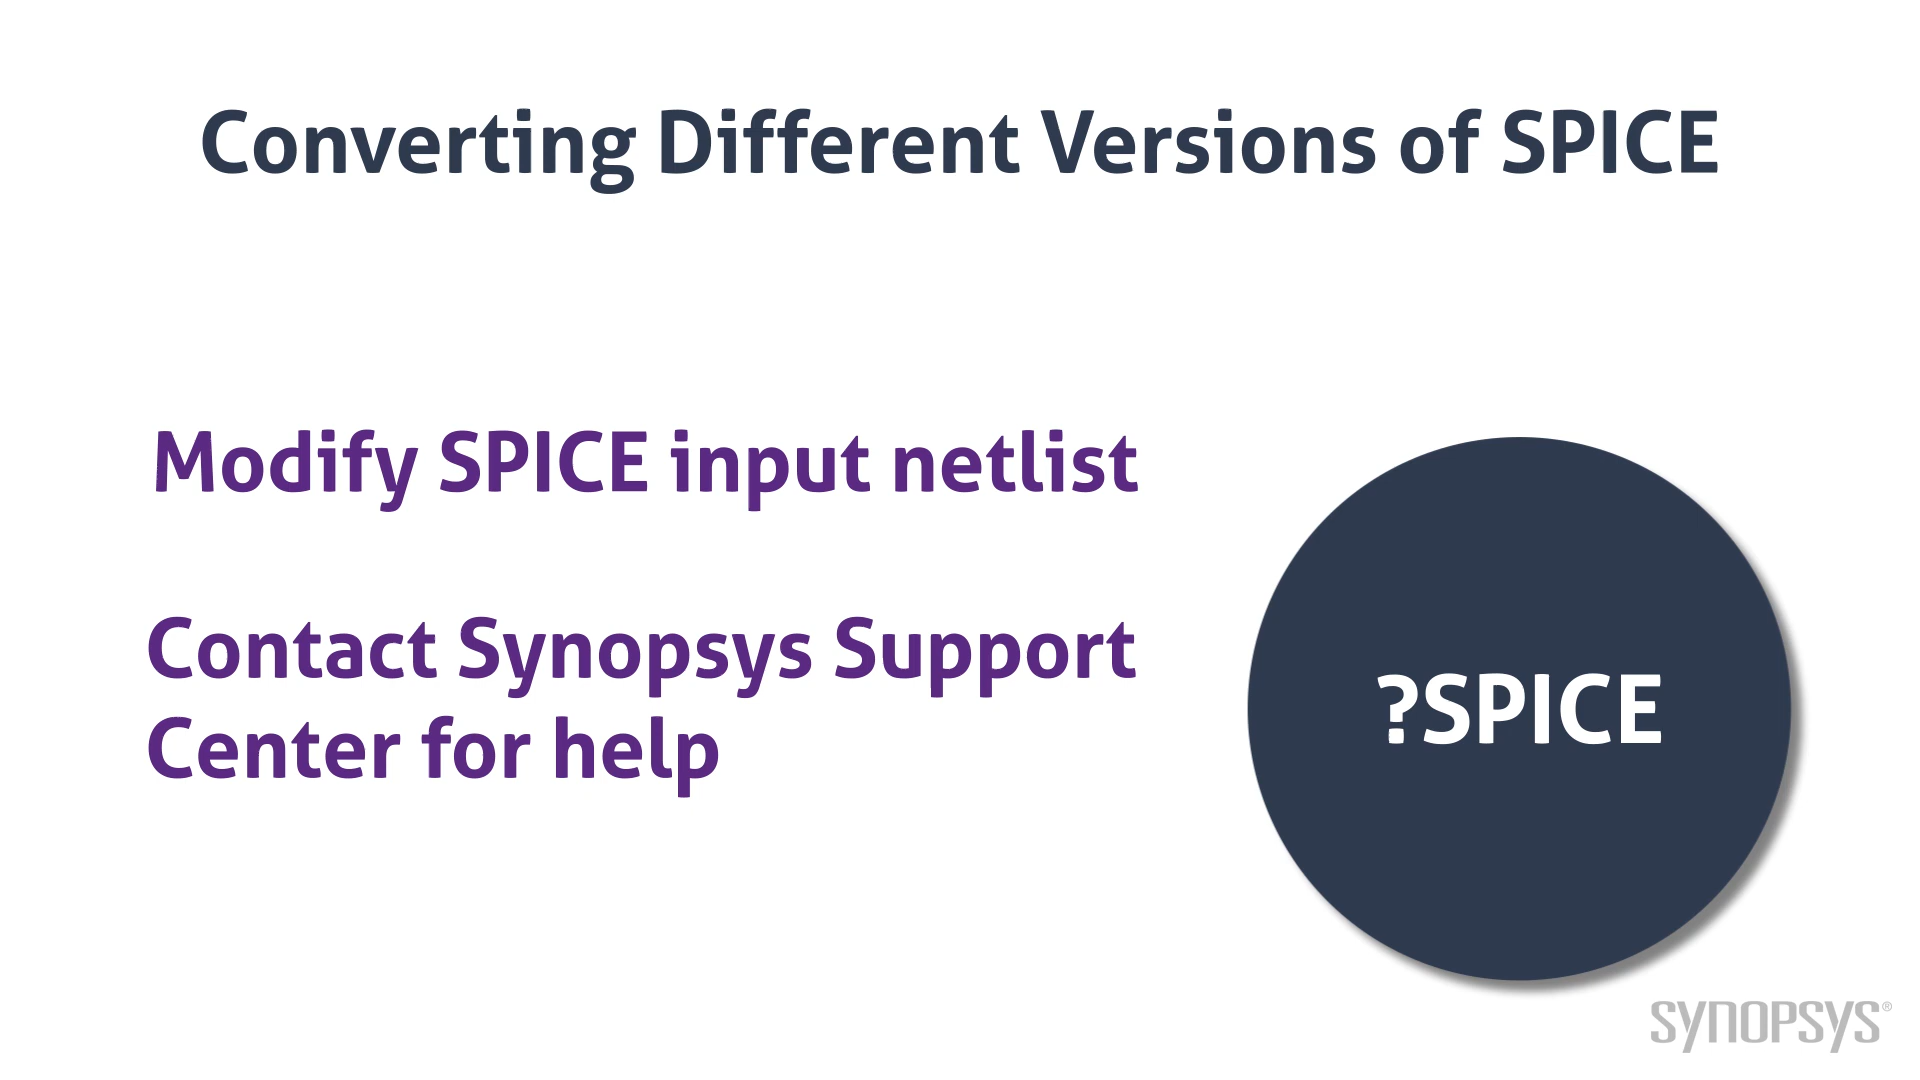 Converting Different Versions of SPICE
Modify SPICE input netlist
Contact Synopsys Support
Center for help
?SPICE
SYNOPSYS®